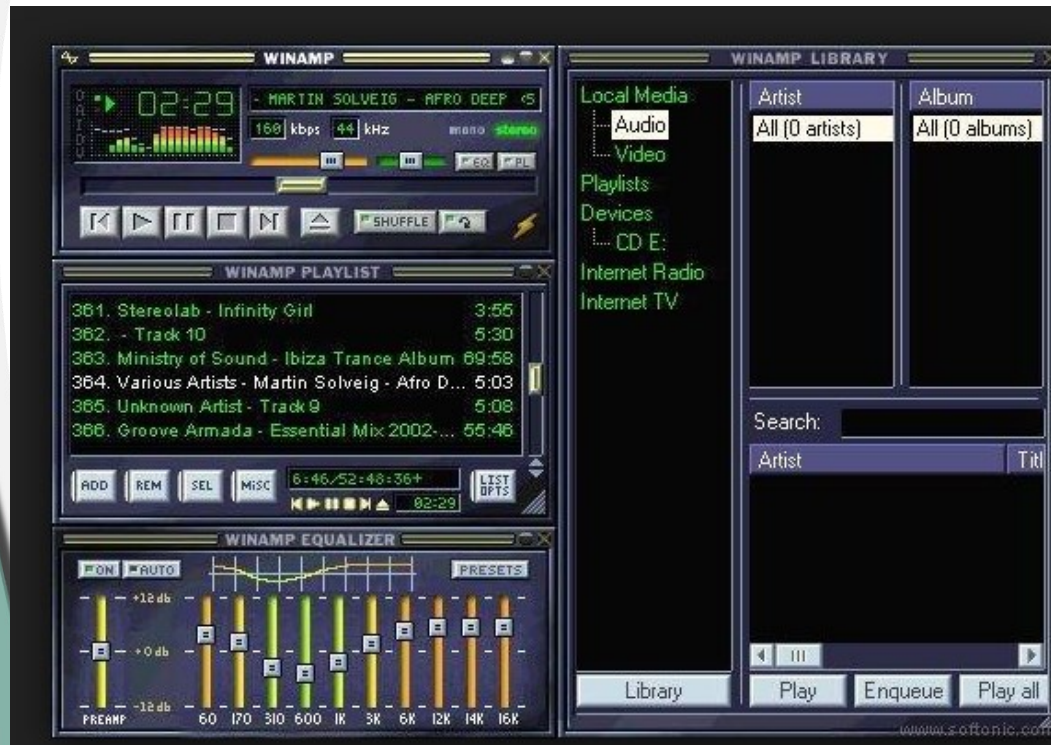 WINAMP
OAIDV
02:29
- MARTIN SOLVEIG - AFRO DEEP <5
160 kbps 44 kHz mono stereo
EQ PL
SHUFFLE
WINAMP PLAYLIST
361. Stereolab - Infinity Girl 3:55
362. - Track 10 5:30
363. Ministry of Sound - Ibiza Trance Album 69:58
364. Various Artists - Martin Solveig - Afro D... 5:03
365. Unknown Artist - Track 9 5:08
366. Groove Armada - Essential Mix 2002-... 55:46
ADD REM SEL MISC 6:46/52:48:36+ LIST OPTS
02:29
WINAMP EQUALIZER
ON AUTO PRESETS
+12db
+0db
-12db
PREAMP 60 170 310 600 1K 3K 6K 12K 14K 16K
WINAMP LIBRARY
Local Media
Audio
Video
Playlists
Devices
CD E:
Internet Radio
Internet TV
Library
Artist Album
All (0 artists) All (0 albums)
Search:
Artist Titl
Play Enqueue Play all
www.softonic.com